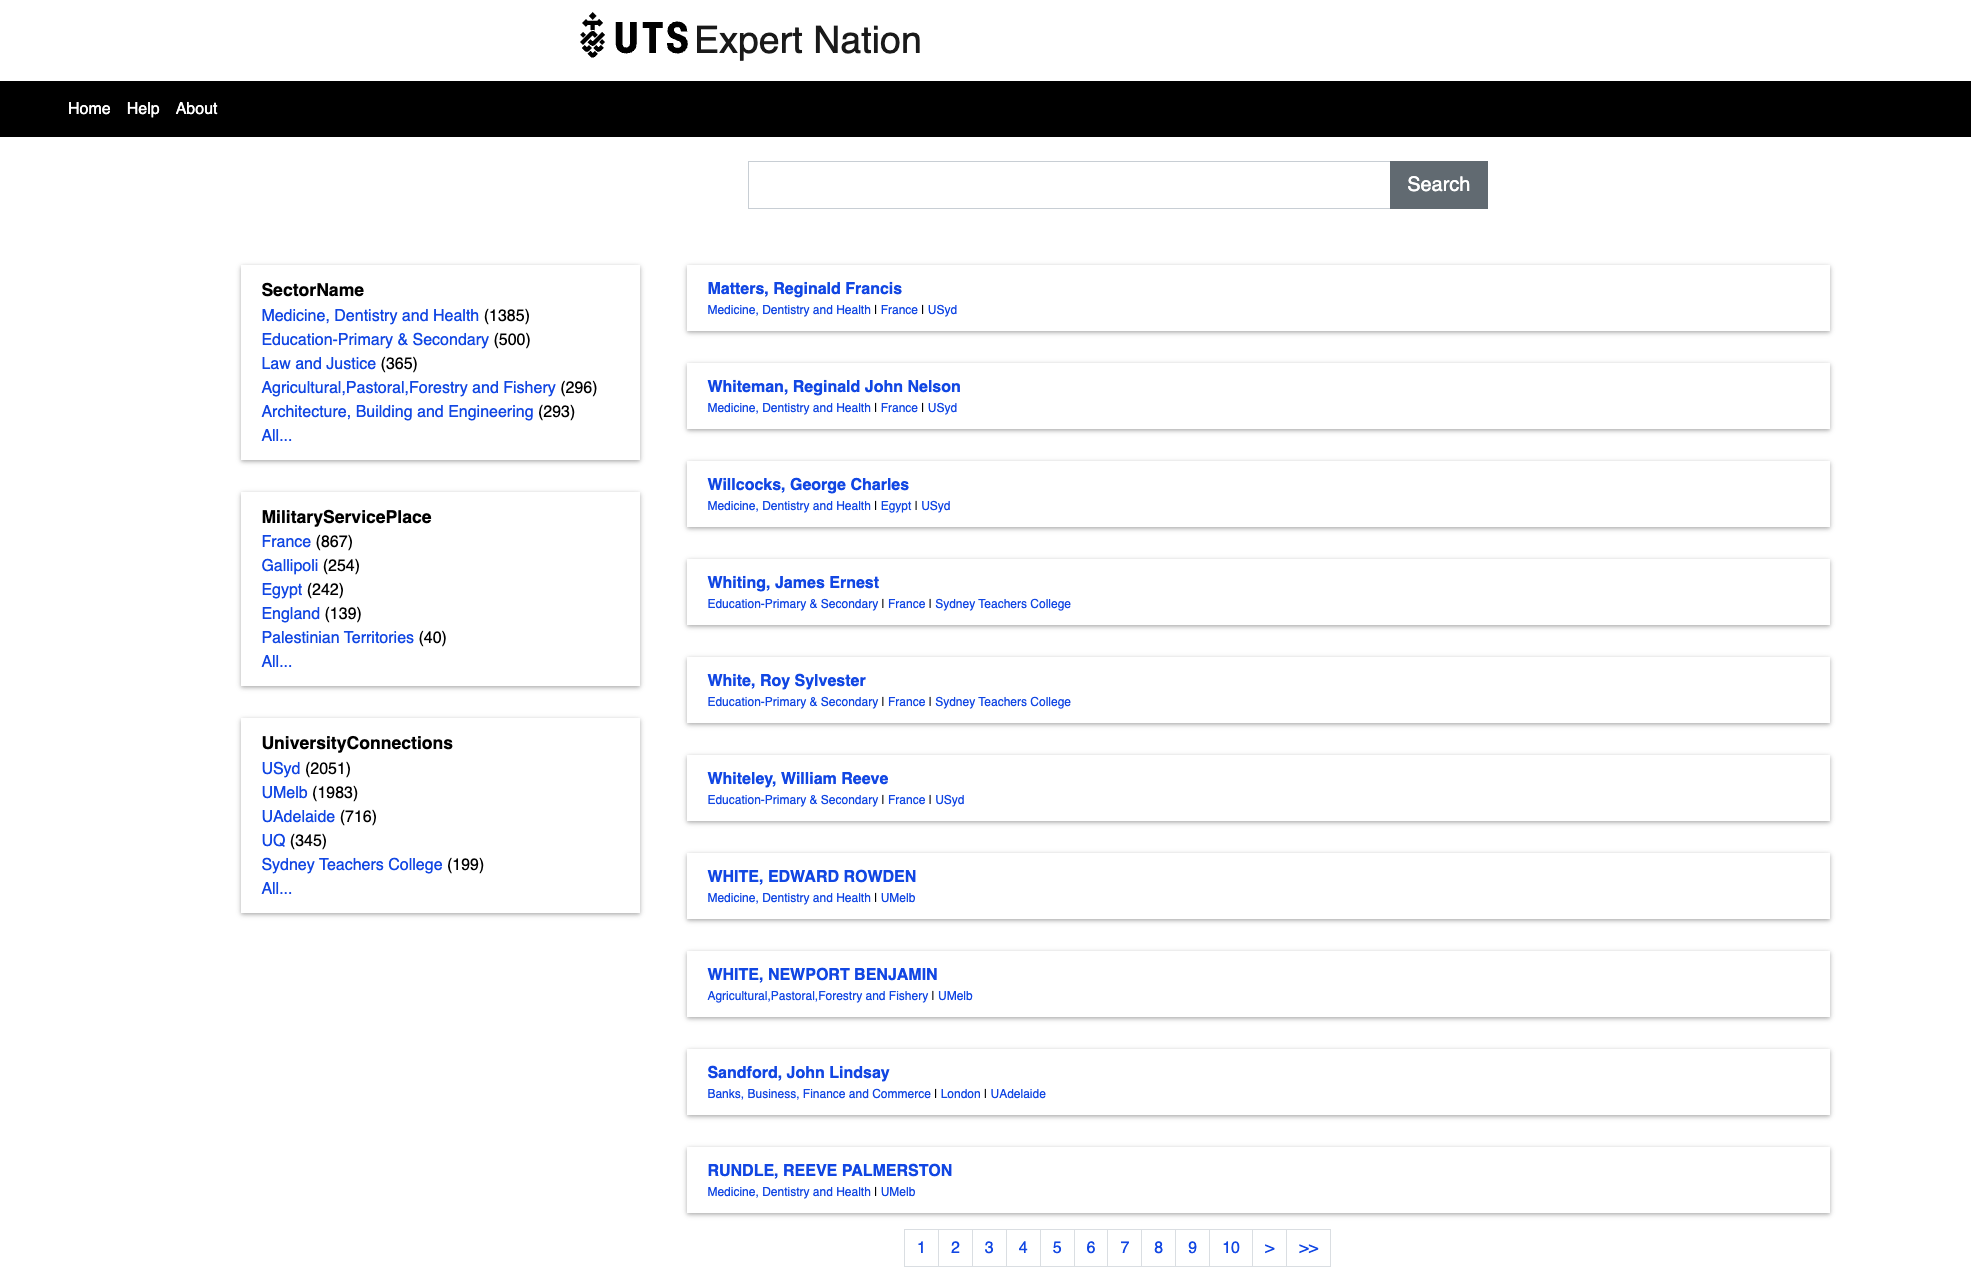 UTS Expert Nation
Home Help About
Search
SectorName
Medicine, Dentistry and Health (1385)
Education-Primary & Secondary (500)
Law and Justice (365)
Agricultural,Pastoral,Forestry and Fishery (296)
Architecture, Building and Engineering (293)
All...
MilitaryServicePlace
France (867)
Gallipoli (254)
Egypt (242)
England (139)
Palestinian Territories (40)
All...
UniversityConnections
USyd (2051)
UMelb (1983)
UAdelaide (716)
UQ (345)
Sydney Teachers College (199)
All...
Matters, Reginald Francis
Medicine, Dentistry and Health | France | USyd
Whiteman, Reginald John Nelson
Medicine, Dentistry and Health | France | USyd
Willcocks, George Charles
Medicine, Dentistry and Health | Egypt | USyd
Whiting, James Ernest
Education-Primary & Secondary | France | Sydney Teachers College
White, Roy Sylvester
Education-Primary & Secondary | France | Sydney Teachers College
Whiteley, William Reeve
Education-Primary & Secondary | France | USyd
WHITE, EDWARD ROWDEN
Medicine, Dentistry and Health | UMelb
WHITE, NEWPORT BENJAMIN
Agricultural,Pastoral,Forestry and Fishery | UMelb
Sandford, John Lindsay
Banks, Business, Finance and Commerce | London | UAdelaide
RUNDLE, REEVE PALMERSTON
Medicine, Dentistry and Health | UMelb
1 2 3 4 5 6 7 8 9 10 > >>